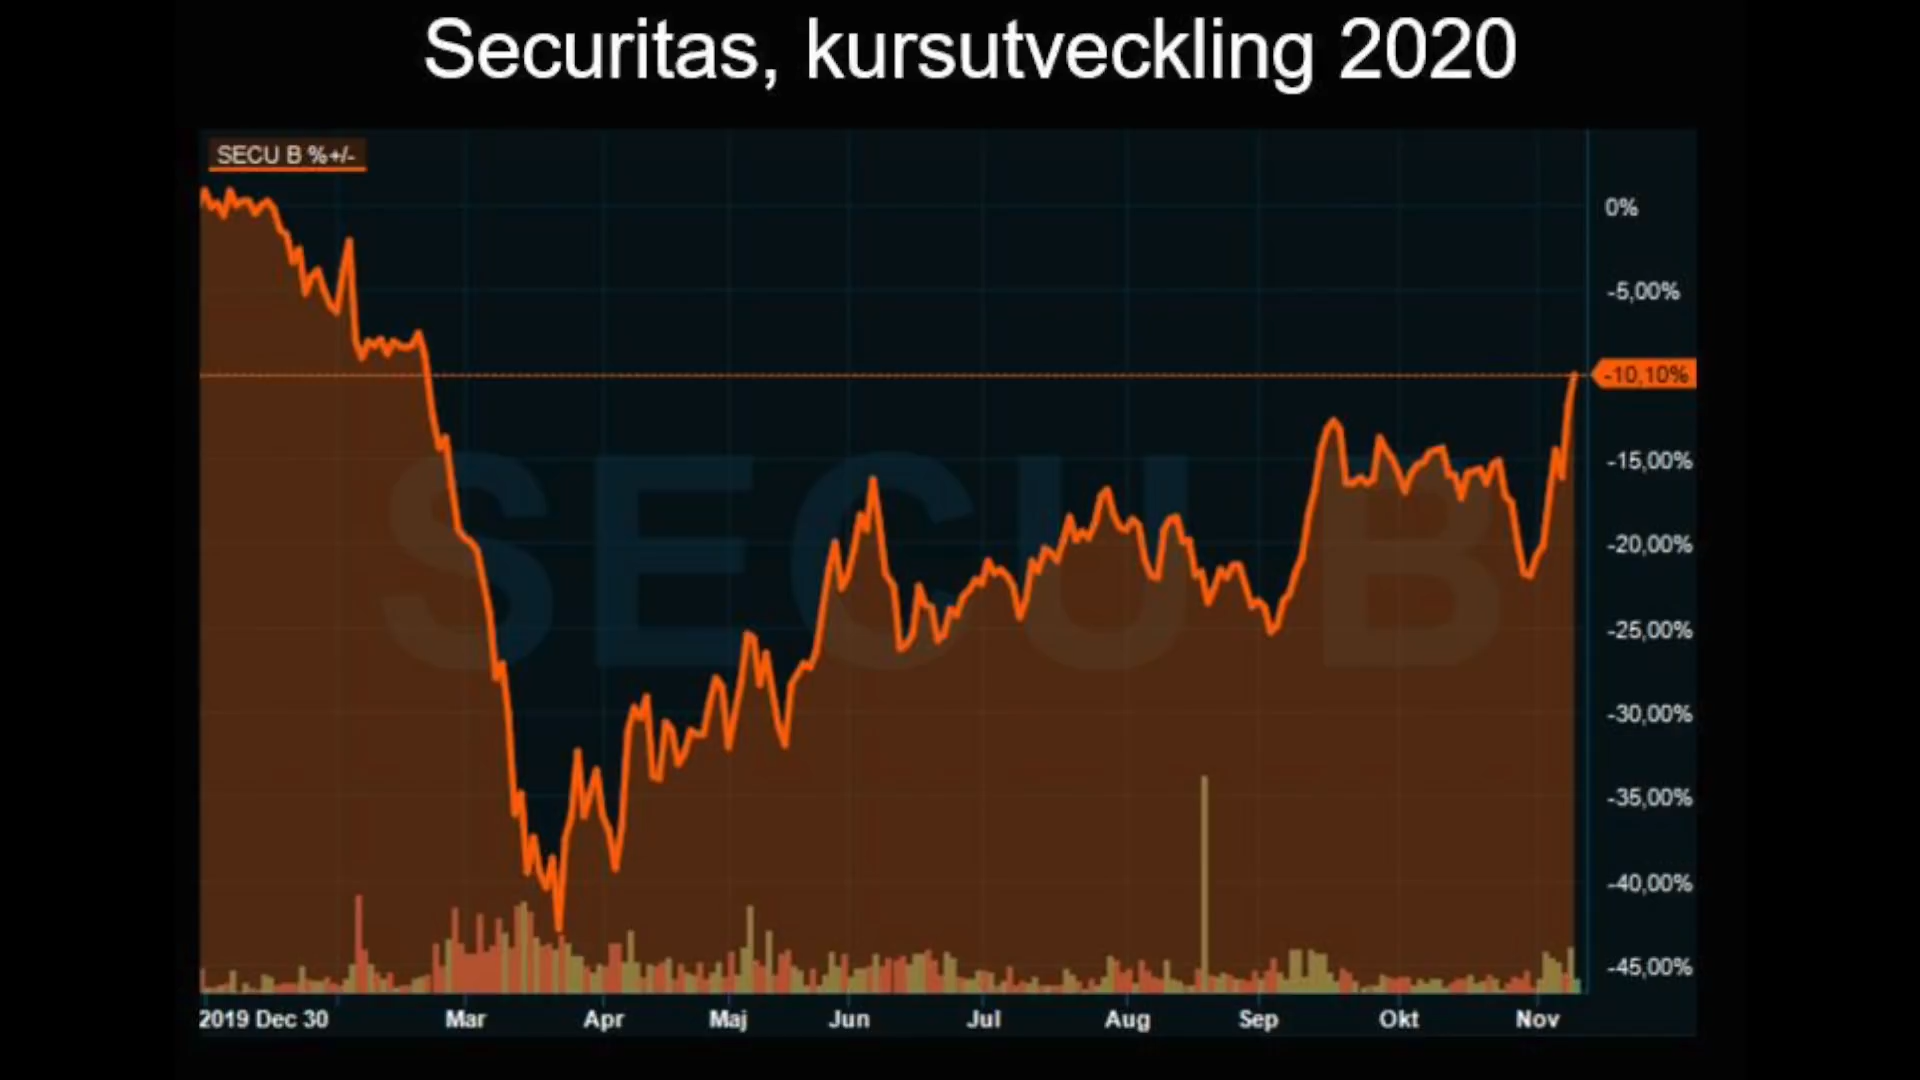 Securitas, kursutveckling 2020
SECU B %+/-
SECU B
0%
-5,00%
-10,10%
-15,00%
-20,00%
-25,00%
-30,00%
-35,00%
-40,00%
-45,00%
2019 Dec 30 Mar Apr Maj Jun Jul Aug Sep Okt Nov